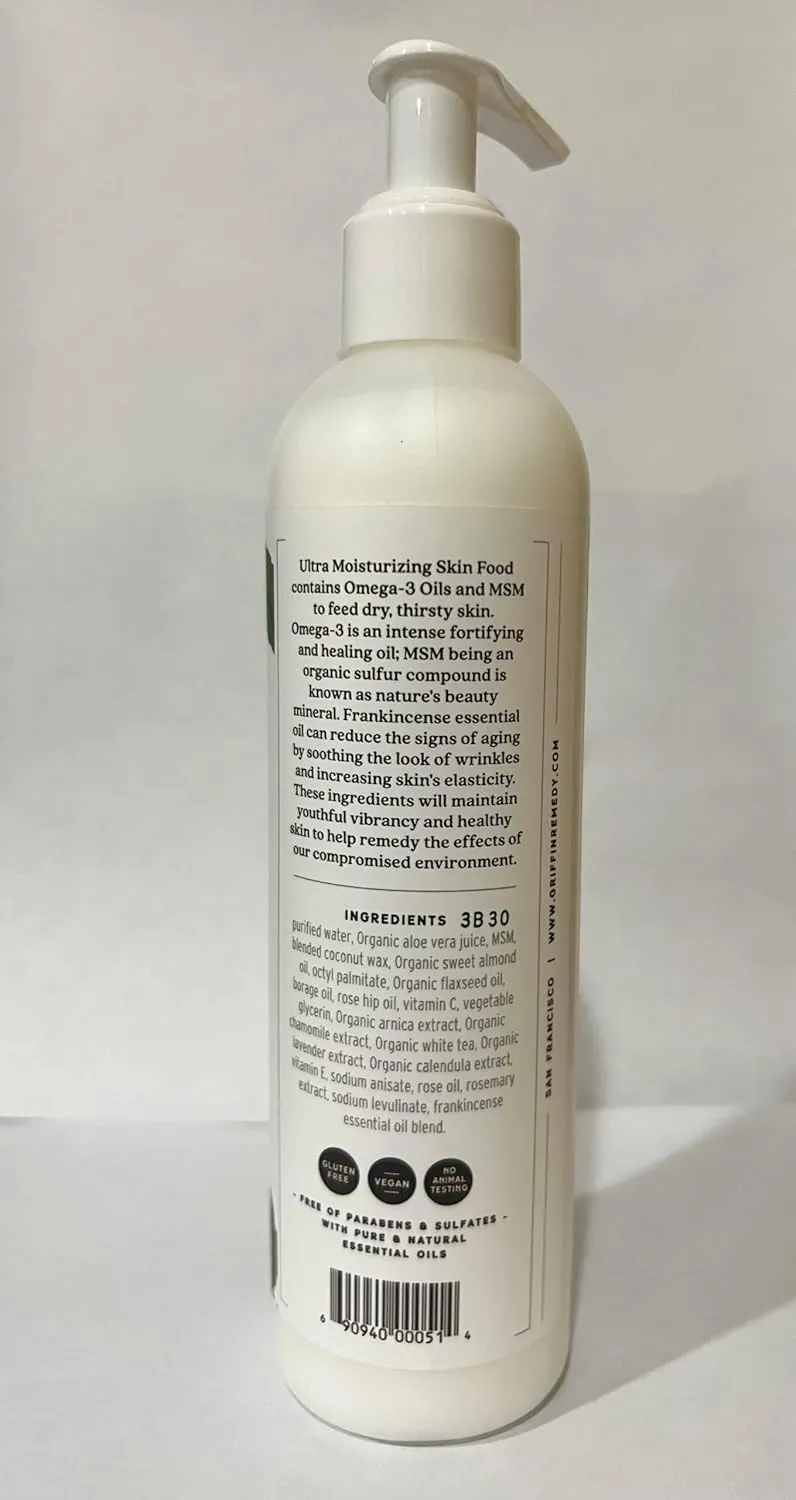 Ultra Moisturizing Skin Food
contains Omega-3 Oils and MSM
to feed dry, thirsty skin.
Omega-3 is an intense fortifying
and healing oil; MSM being an
organic sulfur compound is
known as nature's beauty
mineral. Frankincense essential
oil can reduce the signs of aging
by soothing the look of wrinkles
and increasing skin's elasticity.
These ingredients will maintain
youthful vibrancy and healthy
skin to help remedy the effects of
our compromised environment.
INGREDIENTS 3B30
purified water, Organic aloe vera juice, MSM,
blended coconut wax, Organic sweet almond
oil, octyl palmitate, Organic flaxseed oil,
borage oil, rose hip oil, vitamin C, vegetable
glycerin, Organic arnica extract, Organic
chamomile extract, Organic white tea, Organic
lavender extract, Organic calendula extract,
vitamin E, sodium anisate, rose oil, rosemary
extract, sodium levulinate, frankincense
essential oil blend.
GLUTEN
FREE
VEGAN
NO
ANIMAL
TESTING
- FREE OF PARABENS & SULFATES -
WITH PURE & NATURAL
ESSENTIAL OILS
6 90940 00051 4
SAN FRANCISCO | WWW.GRIFFINREMEDY.COM